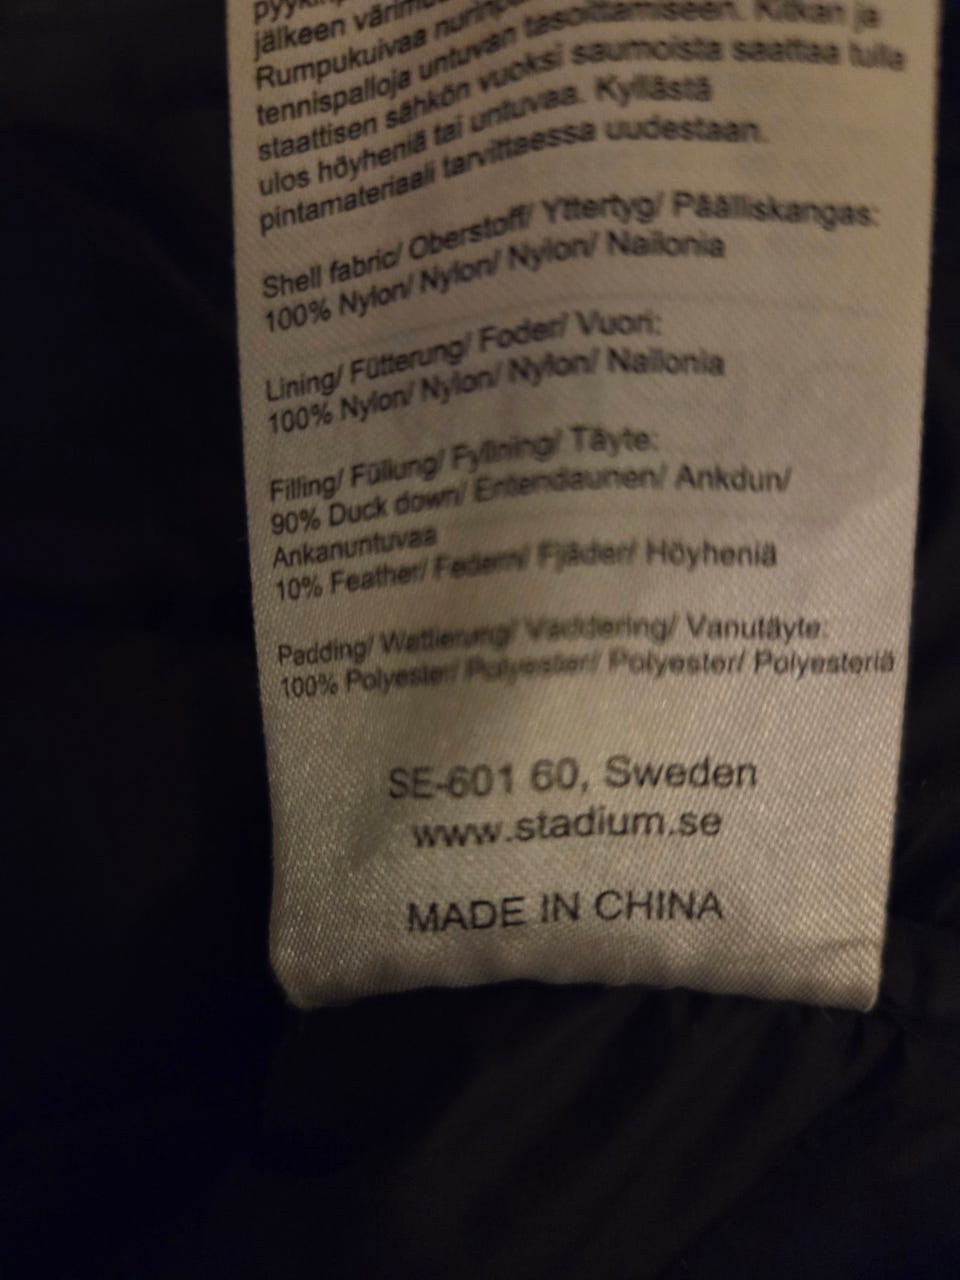 jälkeen
Rumpukuivaa
tennispalloja untuvan tasoittamiseen. Kitkan ja
staattisen sähkön vuoksi saumoista saattaa tulla
ulos höyheniä tai untuvaa. Kyllästä
pintamateriaali tarvittaessa uudestaan.
Shell fabric/ Oberstoff/ Yttertyg/ Päälliskangas:
100% Nylon/ Nylon/ Nylon/ Nailonia
Lining/ Fütterung/ Foder/ Vuori:
100% Nylon/ Nylon/ Nylon/ Nailonia
Filling/ Füllung/ Fyllning/ Täyte:
90% Duck down/ Entendaunen/ Ankdun/
Ankanuntuvaa
10% Feather/ Federn/ Fjäder/ Höyheniä
Padding/ Wattierung/ Vaddering/ Vanutäyte:
100% Polyester/ Polyester/ Polyester/ Polyesteriä
SE-601 60, Sweden
www.stadium.se
MADE IN CHINA